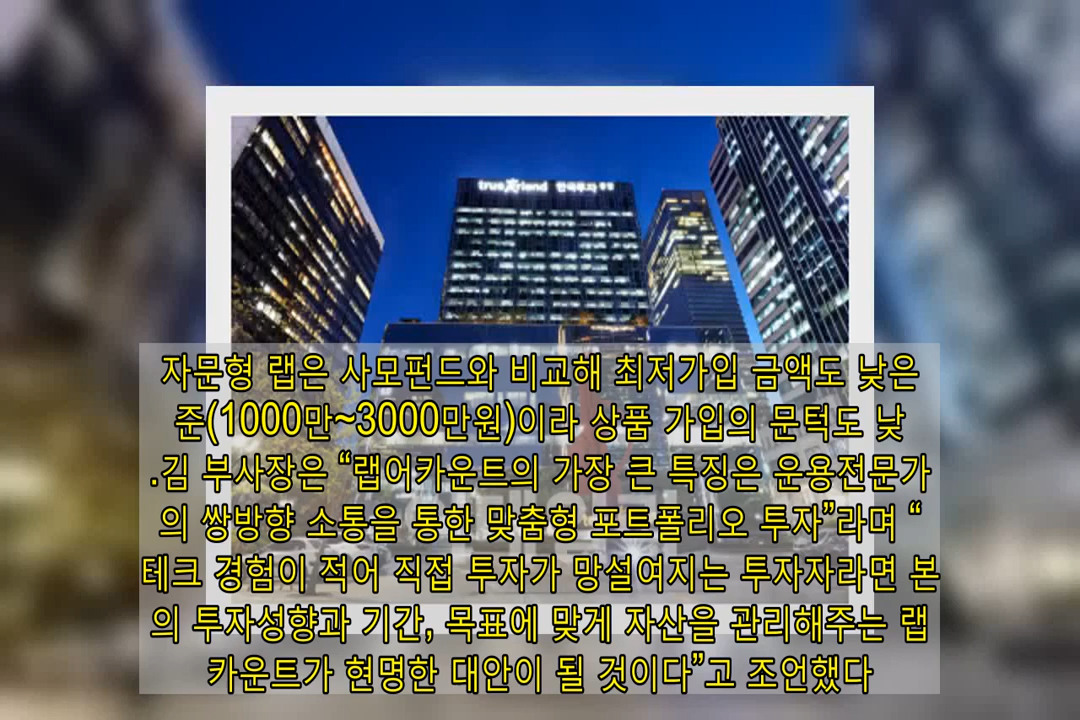 true friend 한국투자증권
자문형 랩은 사모펀드와 비교해 최저가입 금액도 낮은
준(1000만~3000만원)이라 상품 가입의 문턱도 낮
.김 부사장은 “랩어카운트의 가장 큰 특징은 운용전문가
의 쌍방향 소통을 통한 맞춤형 포트폴리오 투자”라며 “
테크 경험이 적어 직접 투자가 망설여지는 투자자라면 본
의 투자성향과 기간, 목표에 맞게 자산을 관리해주는 랩
카운트가 현명한 대안이 될 것이다”고 조언했다